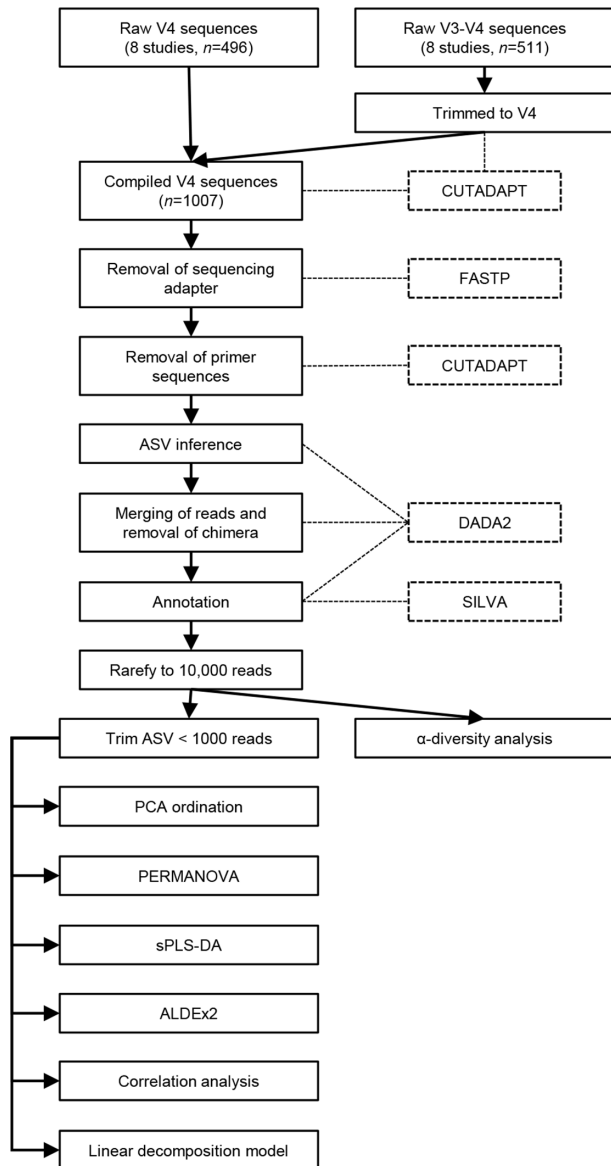 Raw V4 sequences
(8 studies, n=496)
Raw V3-V4 sequences
(8 studies, n=511)
Trimmed to V4
Compiled V4 sequences
(n=1007)
CUTADAPT
Removal of sequencing
adapter
FASTP
Removal of primer
sequences
CUTADAPT
ASV inference
Merging of reads and
removal of chimera
DADA2
Annotation
SILVA
Rarefy to 10,000 reads
Trim ASV < 1000 reads
α-diversity analysis
PCA ordination
PERMANOVA
sPLS-DA
ALDEx2
Correlation analysis
Linear decomposition model